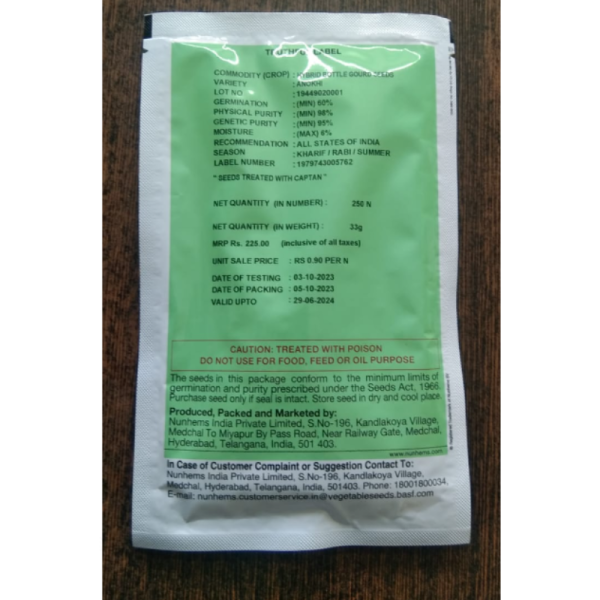 TRUTHFUL LABEL
COMMODITY (CROP) : HYBRID BOTTLE GOURD SEEDS
VARIETY : ANOKHI
LOT NO : 19449020001
GERMINATION : (MIN) 60%
PHYSICAL PURITY : (MIN) 98%
GENETIC PURITY : (MIN) 95%
MOISTURE : (MAX) 6%
RECOMMENDATION : ALL STATES OF INDIA
SEASON : KHARIF / RABI / SUMMER
LABEL NUMBER : 1979743005762
" SEEDS TREATED WITH CAPTAN "
NET QUANTITY (IN NUMBER) : 250 N
NET QUANTITY (IN WEIGHT) : 33g
MRP Rs. 225.00 (inclusive of all taxes)
UNIT SALE PRICE : RS 0.90 PER N
DATE OF TESTING : 03-10-2023
DATE OF PACKING : 05-10-2023
VALID UPTO : 29-06-2024
CAUTION: TREATED WITH POISON
DO NOT USE FOR FOOD, FEED OR OIL PURPOSE
The seeds in this package conform to the minimum limits of
germination and purity prescribed under the Seeds Act, 1966.
Purchase seed only if seal is intact. Store seed in dry and cool place.
Produced, Packed and Marketed by:
Nunhems India Private Limited, S.No-196, Kandlakoya Village,
Medchal To Miyapur By Pass Road, Near Railway Gate, Medchal,
Hyderabad, Telangana, India, 501 403.
www.nunhems.com
In Case of Customer Complaint or Suggestion Contact To:
Nunhems India Private Limited, S.No-196, Kandlakoya Village,
Medchal, Hyderabad, Telangana, India, 501403. Phone: 18001800034,
E-mail: nunhems.customerservice.in@vegetableseeds.basf.com